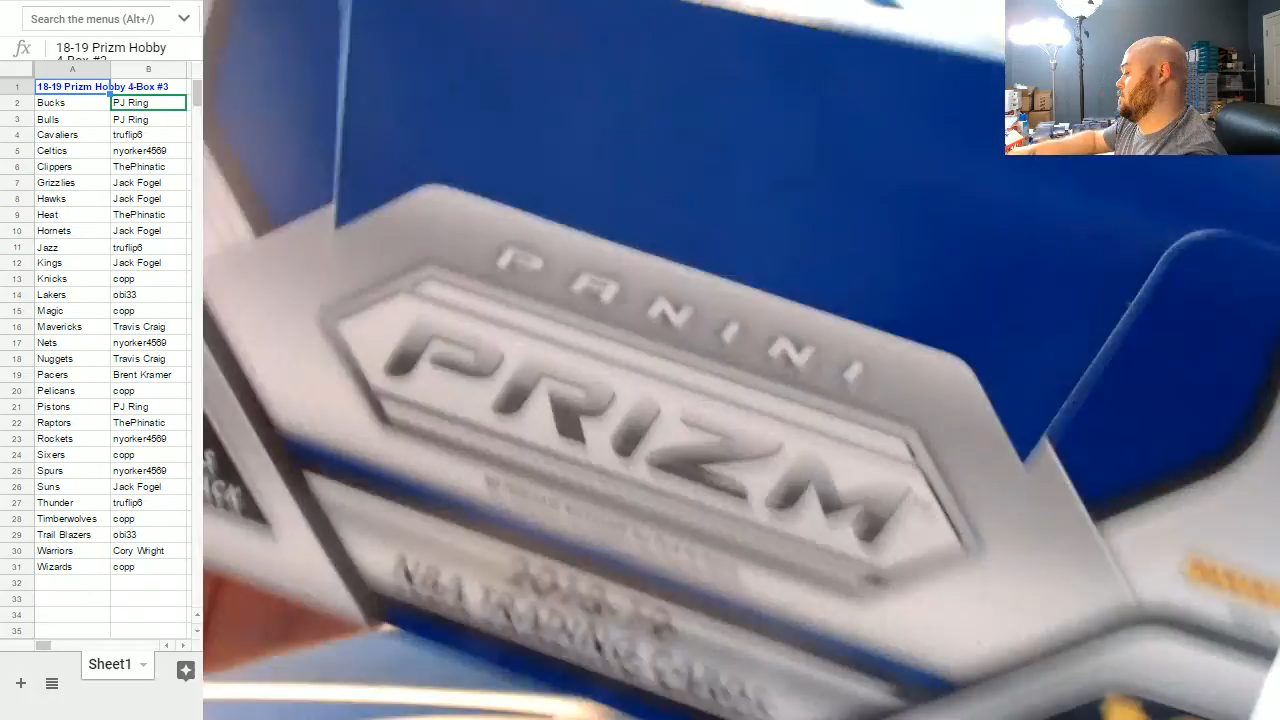 Search the menus (Alt+/)
fx 18-19 Prizm Hobby
4-Box #3
A B
1 18-19 Prizm Hobby 4-Box #3
2 Bucks PJ Ring
3 Bulls PJ Ring
4 Cavaliers truflip6
5 Celtics nyorker4569
6 Clippers ThePhinatic
7 Grizzlies Jack Fogel
8 Hawks Jack Fogel
9 Heat ThePhinatic
10 Hornets Jack Fogel
11 Jazz truflip6
12 Kings Jack Fogel
13 Knicks copp
14 Lakers obi33
15 Magic copp
16 Mavericks Travis Craig
17 Nets nyorker4569
18 Nuggets Travis Craig
19 Pacers Brent Kramer
20 Pelicans copp
21 Pistons PJ Ring
22 Raptors ThePhinatic
23 Rockets nyorker4569
24 Sixers copp
25 Spurs nyorker4569
26 Suns Jack Fogel
27 Thunder truflip6
28 Timberwolves copp
29 Trail Blazers obi33
30 Warriors Cory Wright
31 Wizards copp
32
33
34
35
Sheet1
PANINI
PRIZM
NBA TRADING CARDS